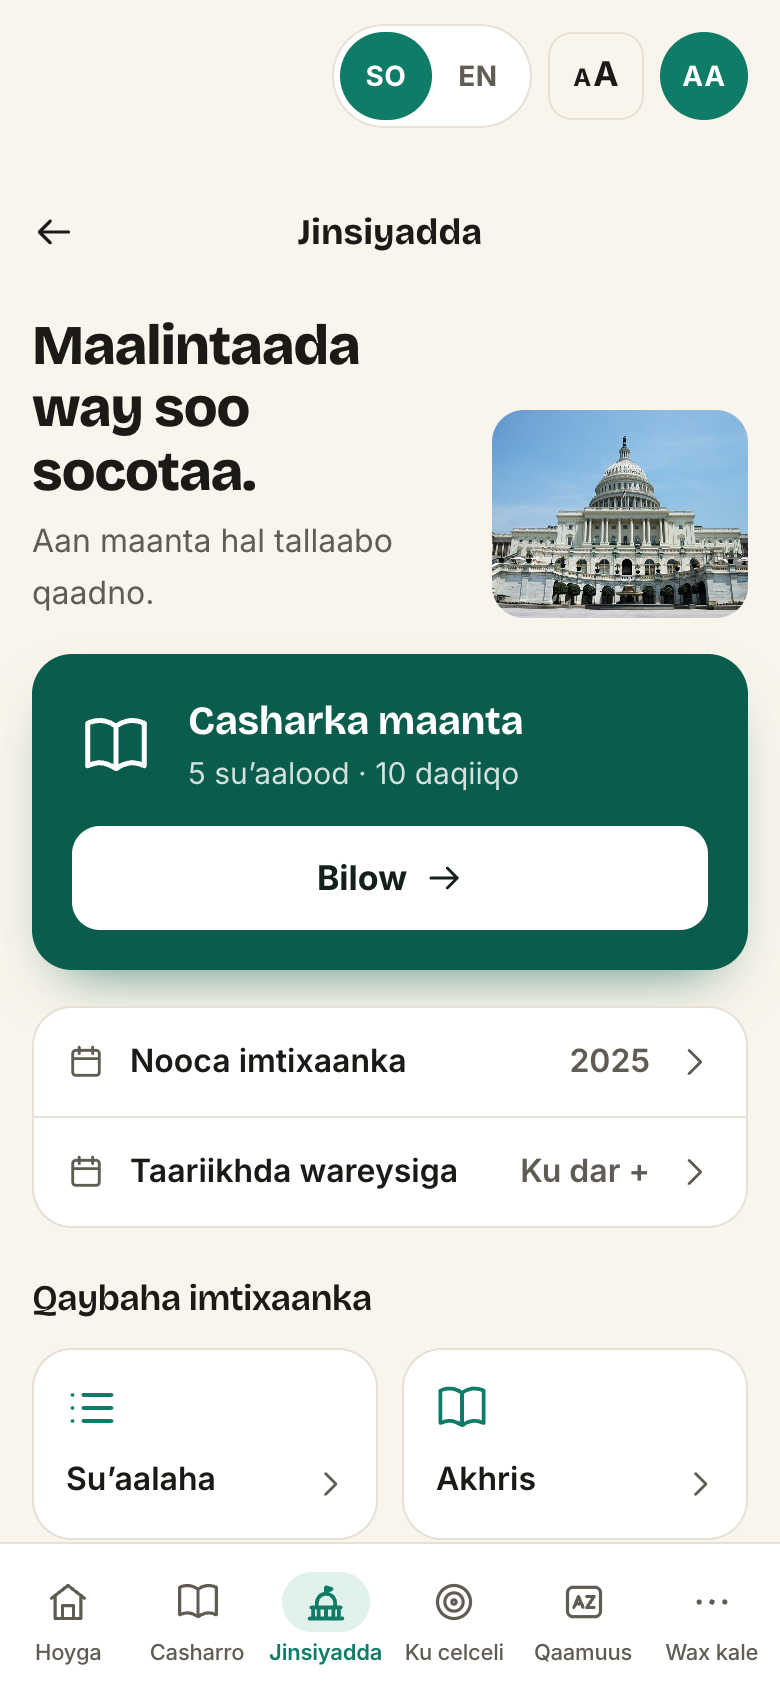 SO EN AA AA
Jinsiyadda
Maalintaada
way soo
socotaa.
Aan maanta hal tallaabo
qaadno.
Casharka maanta
5 su’aalood · 10 daqiiqo
Bilow →
Nooca imtixaanka 2025
Taariikhda wareysiga Ku dar +
Qaybaha imtixaanka
Su’aalaha Akhris
AZ
Hoyga Casharro Jinsiyadda Ku celceli Qaamuus Wax kale